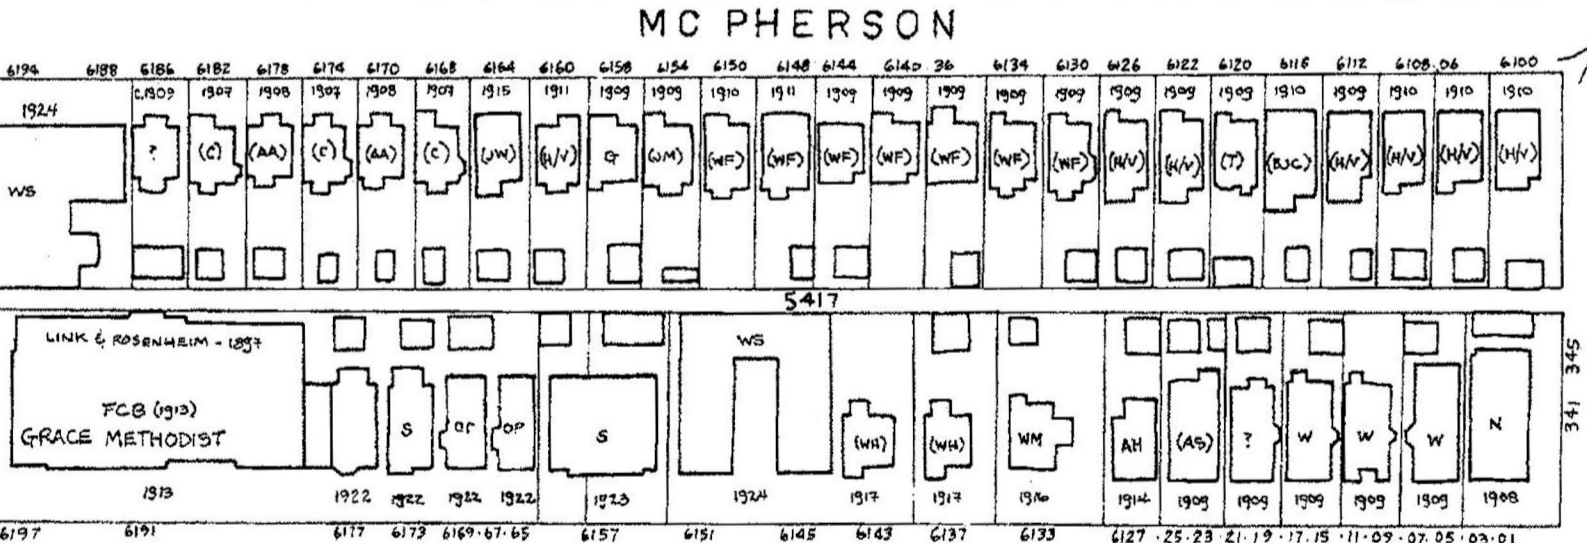 MC PHERSON
6194 6188 6186 6182 6178 6174 6170 6168 6164 6160 6158 6154 6150 6148 6144 6140 . 36 6134 6130 6126 6122 6120 6116 6112 6108 . 06 6100
1924 C.1909 1907 1908 1907 1908 1907 1915 1911 1909 1909 1910 1911 1909 1909 1909 1909 1909 1909 1909 1909 1910 1909 1910 1910 1910
WS ? (C) (AA) (C) (AA) (C) (JW) (H/V) G (JM) (WF) (WF) (WF) (WF) (WF) (WF) (WF) (H/V) (H/V) (T) (BJC) (H/V) (H/V) (H/V) (H/V)
5417
LINK & ROSENHEIM - 1897 WS
345
FCB (1913)
GRACE METHODIST S OP OP S (WH) (WH) WM AH (AS) ? W W W N
341
1913 1922 1922 1922 1922 1923 1924 1917 1917 1916 1914 1909 1909 1909 1909 1909 1908
6197 6191 6177 6173 6169 . 67 . 65 6157 6151 6145 6143 6137 6133 6127 . 25 . 23 . 21 . 19 . 17 . 15 . 11 . 09 . 07 . 05 . 03 . 01